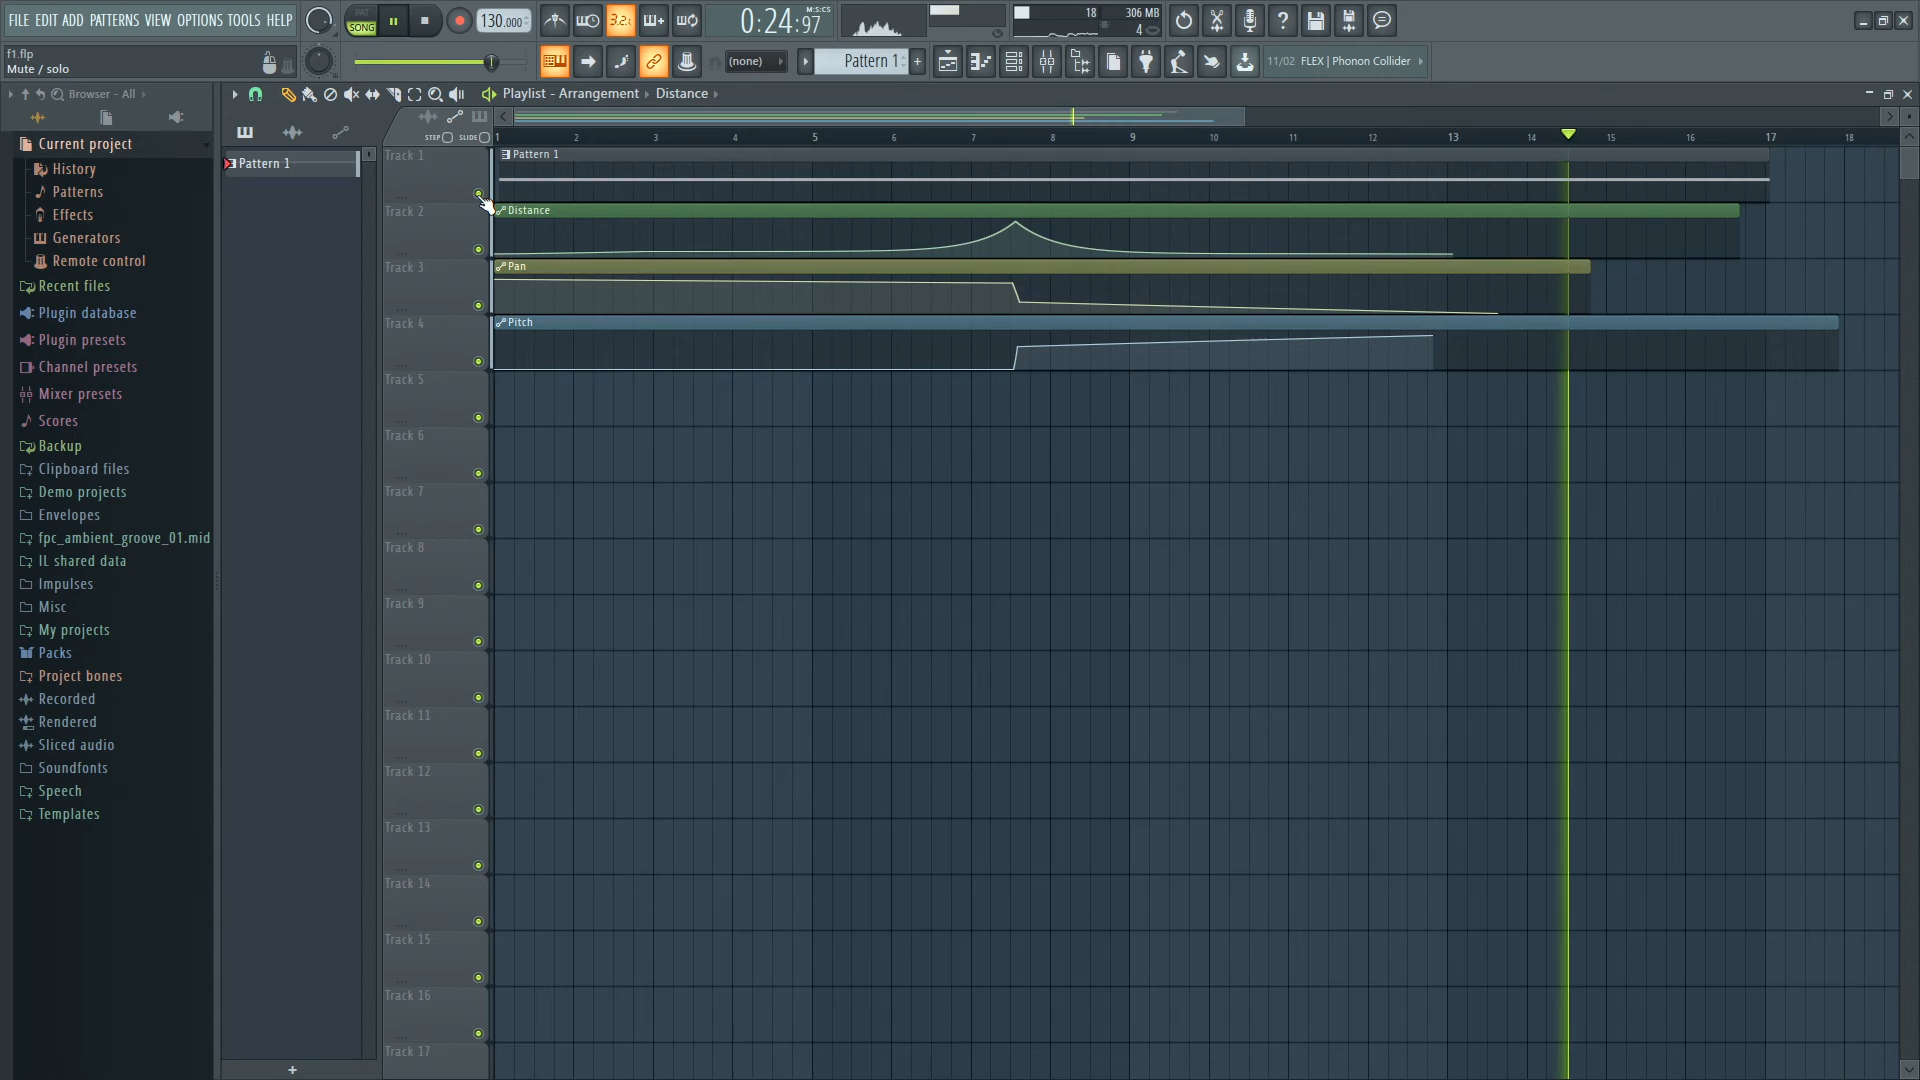 FILE EDIT ADD PATTERNS VIEW OPTIONS TOOLS HELP
PAT
SONG
130.000
3.2.
0:24:97
M:S:CS
18
306 MB
4
f1.flp
Mute / solo
(none)
Pattern 1
11/02 FLEX | Phonon Collider
Browser - All
Playlist - Arrangement
Distance
STEP
SLIDE
1 2 3 4 5 6 7 8 9 10 11 12 13 14 15 16 17 18
Current project
History
Patterns
Effects
Generators
Remote control
Recent files
Plugin database
Plugin presets
Channel presets
Mixer presets
Scores
Backup
Clipboard files
Demo projects
Envelopes
fpc_ambient_groove_01.mid
IL shared data
Impulses
Misc
My projects
Packs
Project bones
Recorded
Rendered
Sliced audio
Soundfonts
Speech
Templates
Pattern 1
Track 1
Pattern 1
Track 2
Distance
Track 3
Pan
Track 4
Pitch
Track 5
Track 6
Track 7
Track 8
Track 9
Track 10
Track 11
Track 12
Track 13
Track 14
Track 15
Track 16
Track 17